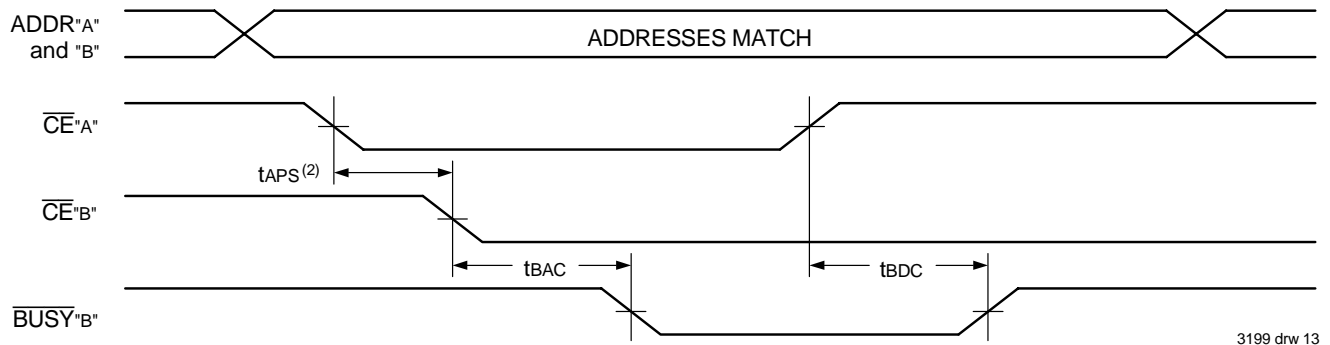 ADDR"A"
and "B"
ADDRESSES MATCH
CE"A"
tAPS(2)
CE"B"
tBAC
tBDC
BUSY"B"
3199 drw 13